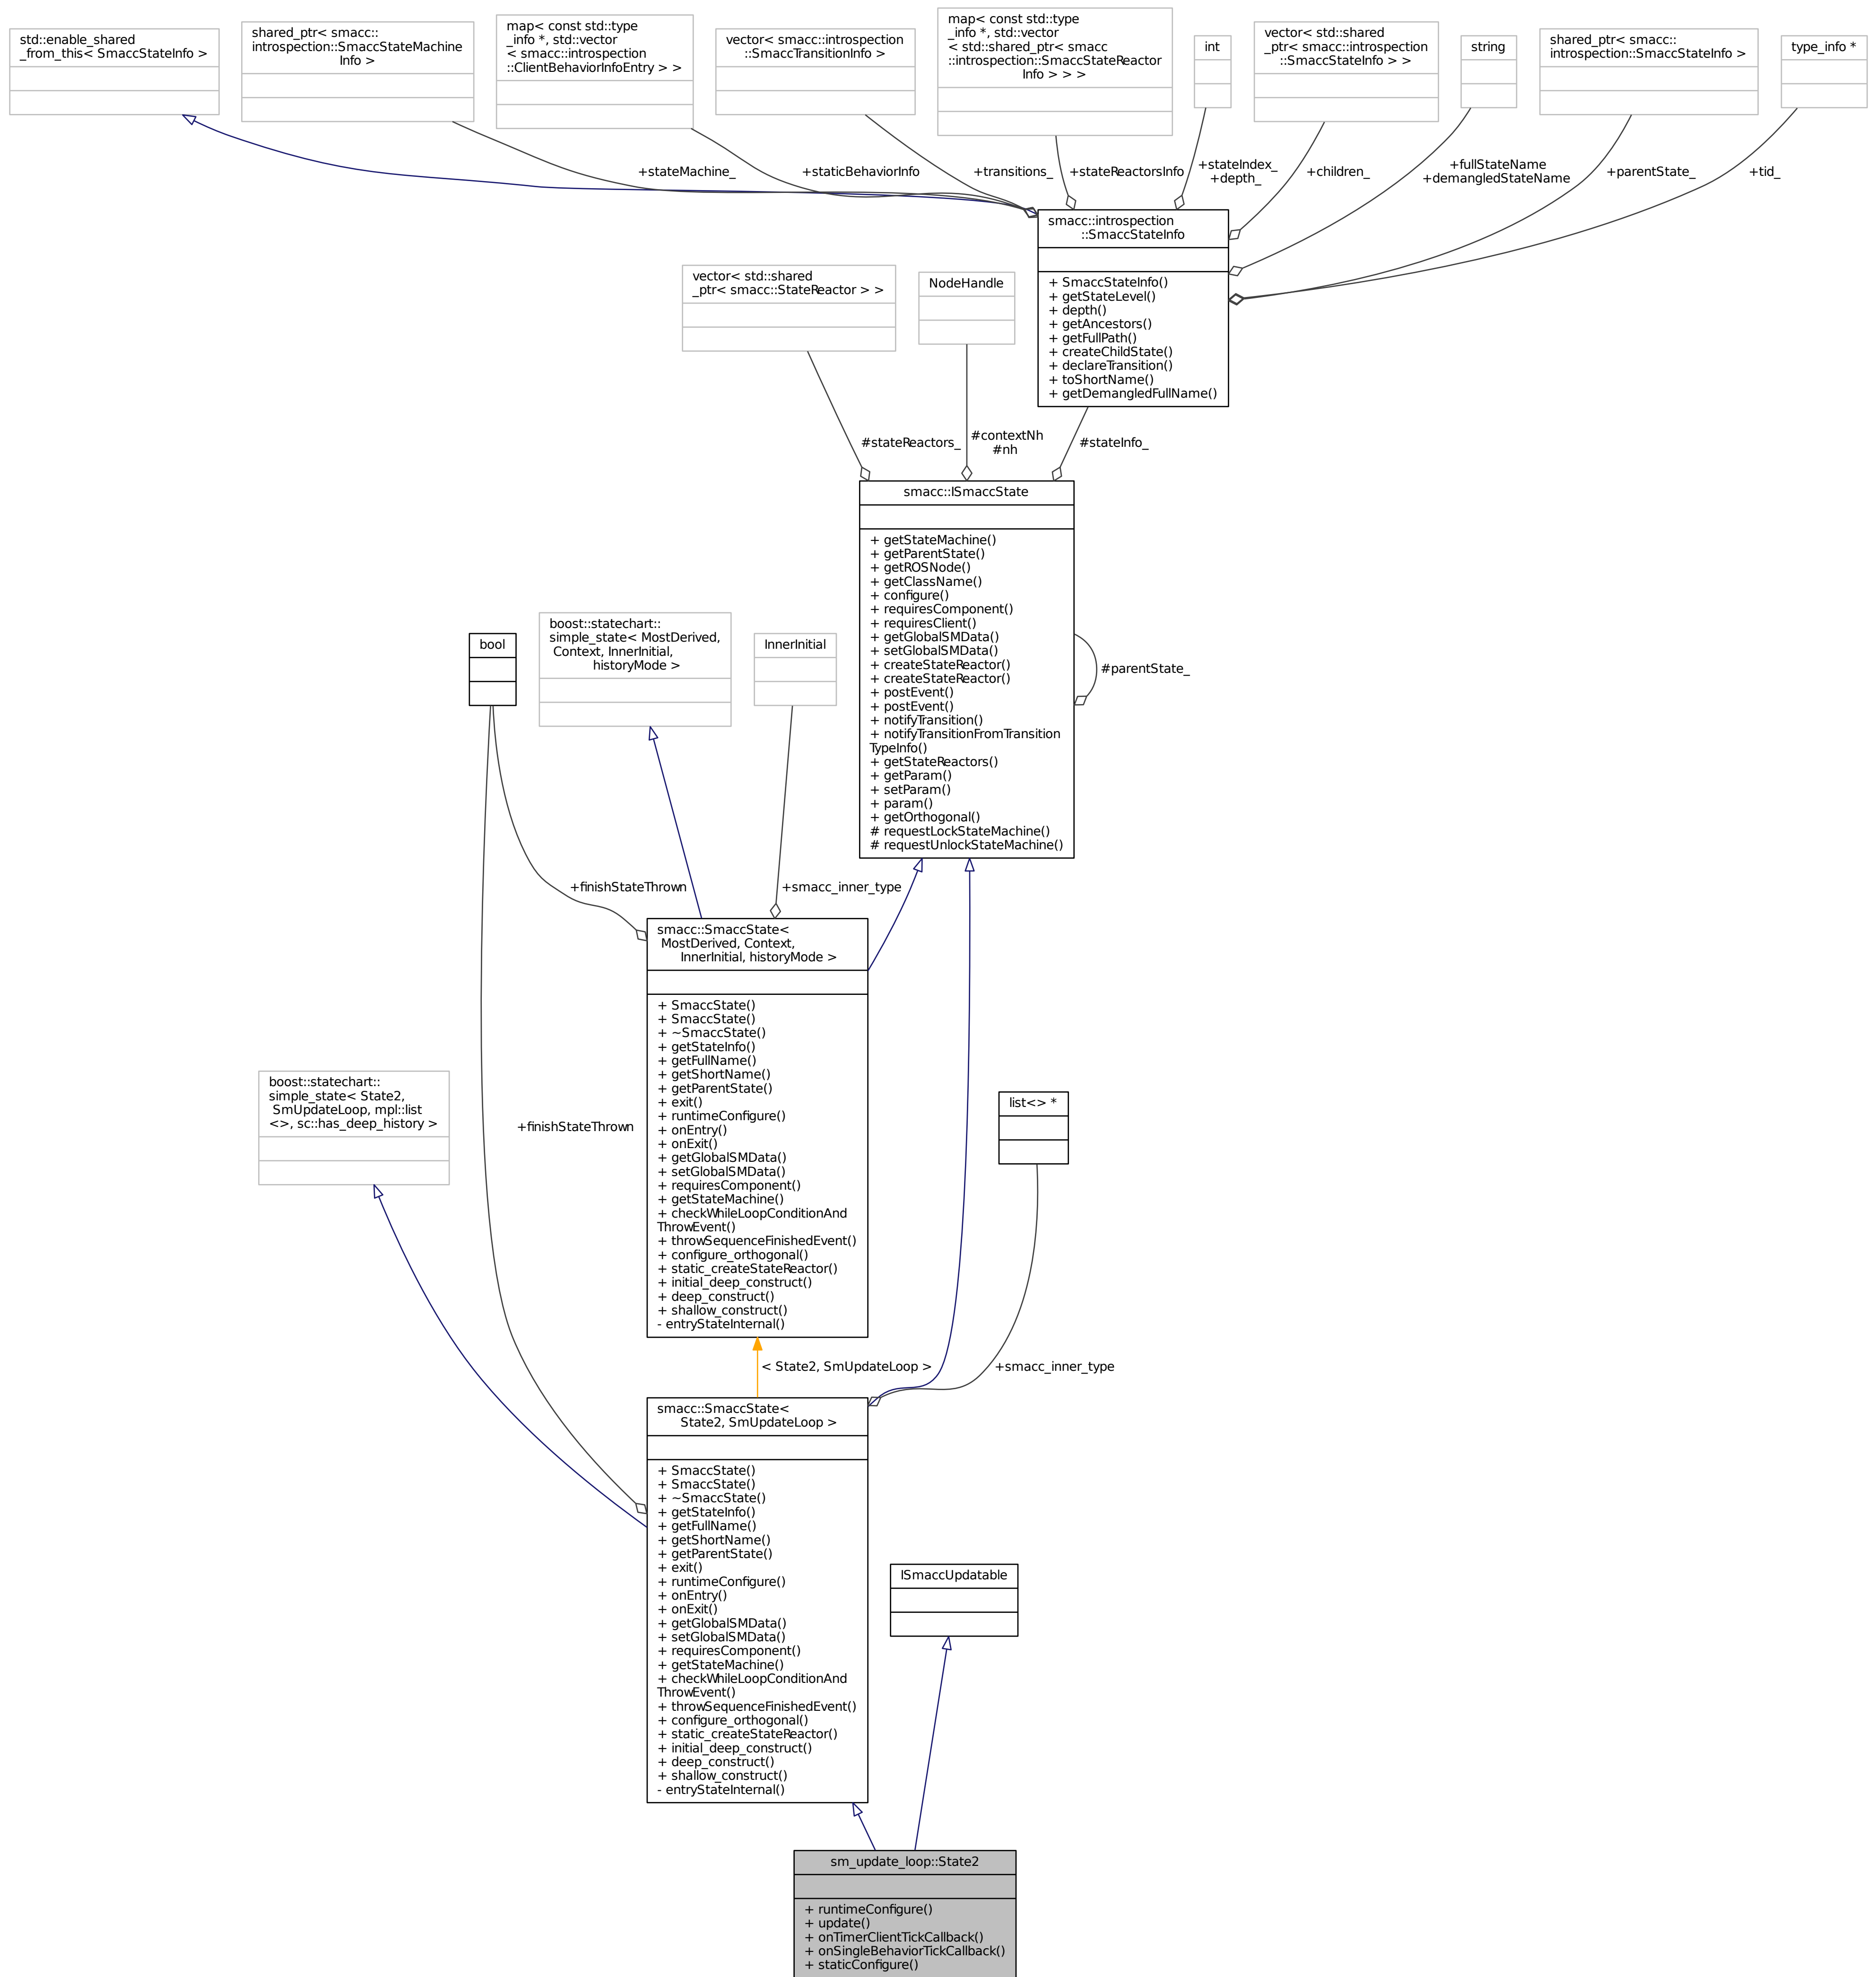 std::enable_shared
_from_this< SmaccStateInfo >
shared_ptr< smacc::
introspection::SmaccStateMachine
Info >
map< const std::type
_info *, std::vector
< smacc::introspection
::ClientBehaviorInfoEntry > >
vector< smacc::introspection
::SmaccTransitionInfo >
map< const std::type
_info *, std::vector
< std::shared_ptr< smacc
::introspection::SmaccStateReactor
Info > > >
int
vector< std::shared
_ptr< smacc::introspection
::SmaccStateInfo > >
string
shared_ptr< smacc::
introspection::SmaccStateInfo >
type_info *
+stateMachine_
+staticBehaviorInfo
+transitions_
+stateReactorsInfo
+stateIndex_
+depth_
+children_
+fullStateName
+demangledStateName
+parentState_
+tid_
smacc::introspection
::SmaccStateInfo
+ SmaccStateInfo()
+ getStateLevel()
+ depth()
+ getAncestors()
+ getFullPath()
+ createChildState()
+ declareTransition()
+ toShortName()
+ getDemangledFullName()
vector< std::shared
_ptr< smacc::StateReactor > >
NodeHandle
#stateReactors_
#contextNh
#nh
#stateInfo_
smacc::ISmaccState
+ getStateMachine()
+ getParentState()
+ getROSNode()
+ getClassName()
+ configure()
+ requiresComponent()
+ requiresClient()
+ getGlobalSMData()
+ setGlobalSMData()
+ createStateReactor()
+ createStateReactor()
+ postEvent()
+ postEvent()
+ notifyTransition()
+ notifyTransitionFromTransition
TypeInfo()
+ getStateReactors()
+ getParam()
+ setParam()
+ param()
+ getOrthogonal()
# requestLockStateMachine()
# requestUnlockStateMachine()
#parentState_
bool
boost::statechart::
simple_state< MostDerived,
Context, InnerInitial,
historyMode >
InnerInitial
+finishStateThrown
+smacc_inner_type
smacc::SmaccState<
MostDerived, Context,
InnerInitial, historyMode >
+ SmaccState()
+ SmaccState()
+ ~SmaccState()
+ getStateInfo()
+ getFullName()
+ getShortName()
+ getParentState()
+ exit()
+ runtimeConfigure()
+ onEntry()
+ onExit()
+ getGlobalSMData()
+ setGlobalSMData()
+ requiresComponent()
+ getStateMachine()
+ checkWhileLoopConditionAnd
ThrowEvent()
+ throwSequenceFinishedEvent()
+ configure_orthogonal()
+ static_createStateReactor()
+ initial_deep_construct()
+ deep_construct()
+ shallow_construct()
- entryStateInternal()
boost::statechart::
simple_state< State2,
SmUpdateLoop, mpl::list
<>, sc::has_deep_history >
+finishStateThrown
list<> *
< State2, SmUpdateLoop >
+smacc_inner_type
smacc::SmaccState<
State2, SmUpdateLoop >
+ SmaccState()
+ SmaccState()
+ ~SmaccState()
+ getStateInfo()
+ getFullName()
+ getShortName()
+ getParentState()
+ exit()
+ runtimeConfigure()
+ onEntry()
+ onExit()
+ getGlobalSMData()
+ setGlobalSMData()
+ requiresComponent()
+ getStateMachine()
+ checkWhileLoopConditionAnd
ThrowEvent()
+ throwSequenceFinishedEvent()
+ configure_orthogonal()
+ static_createStateReactor()
+ initial_deep_construct()
+ deep_construct()
+ shallow_construct()
- entryStateInternal()
ISmaccUpdatable
sm_update_loop::State2
+ runtimeConfigure()
+ update()
+ onTimerClientTickCallback()
+ onSingleBehaviorTickCallback()
+ staticConfigure()